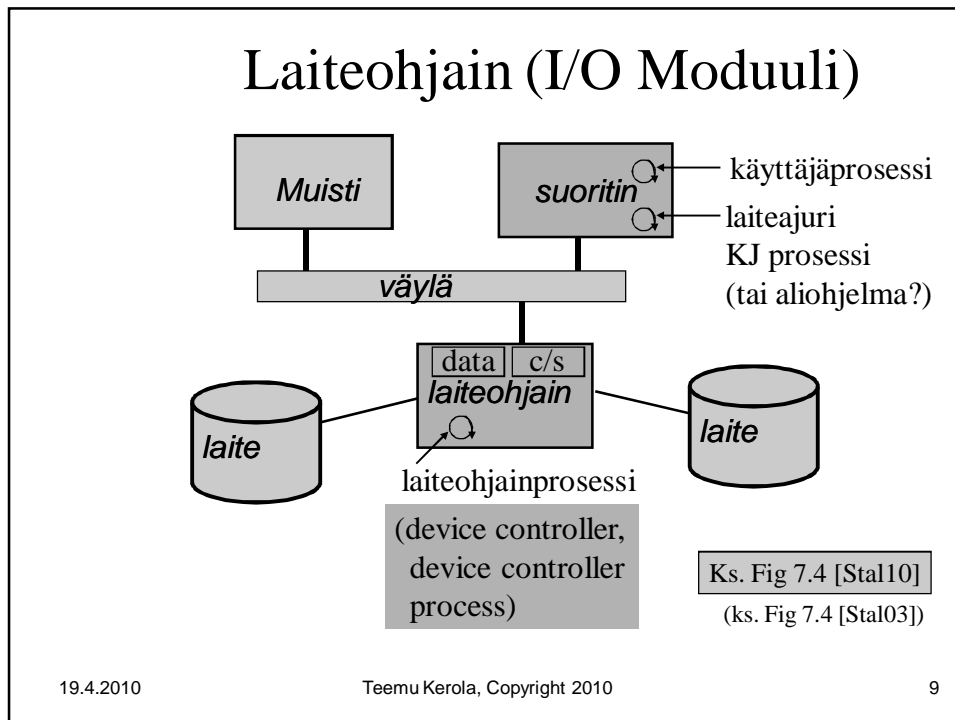 Laiteohjain (I/O Moduuli)
Muisti
suoritin
käyttäjäprosessi
laiteajuri
KJ prosessi
(tai aliohjelma?)
väylä
data c/s
laiteohjain
laite
laite
laiteohjainprosessi
(device controller,
device controller
process)
Ks. Fig 7.4 [Stal10]
(ks. Fig 7.4 [Stal03])
19.4.2010
Teemu Kerola, Copyright 2010
9